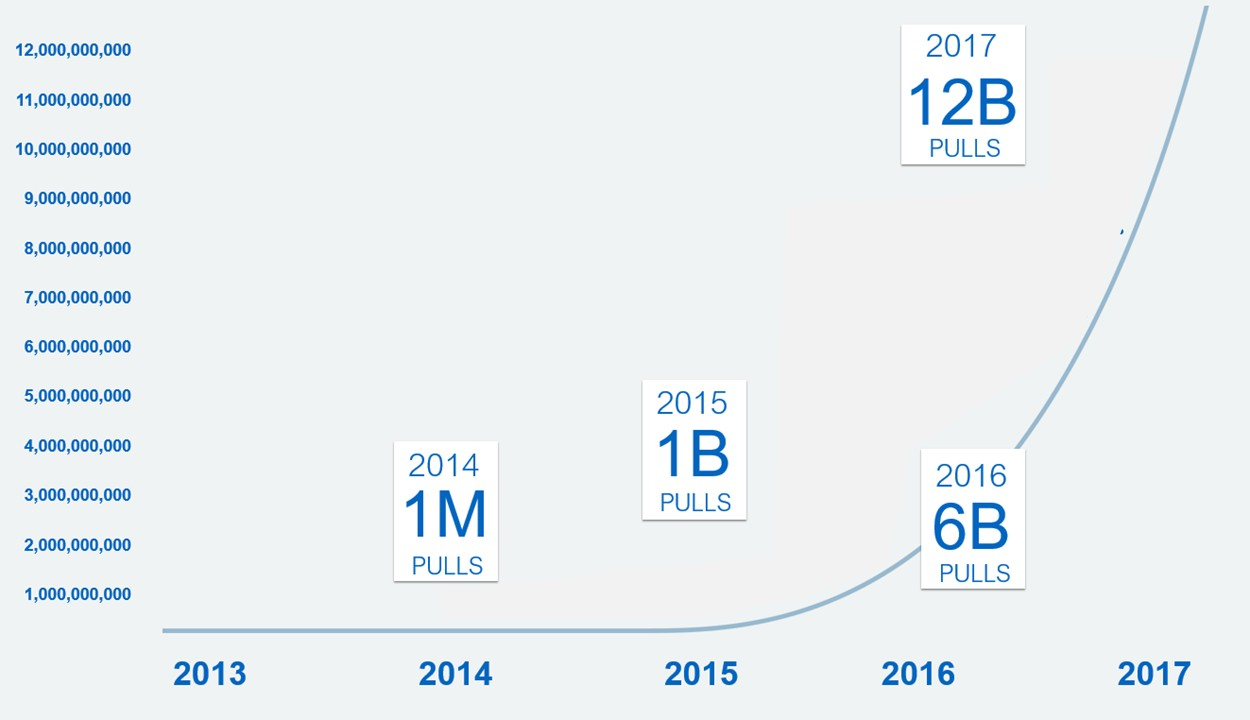 12,000,000,000
11,000,000,000
10,000,000,000
9,000,000,000
8,000,000,000
7,000,000,000
6,000,000,000
5,000,000,000
4,000,000,000
3,000,000,000
2,000,000,000
1,000,000,000
2014
1M
PULLS
2015
1B
PULLS
2016
6B
PULLS
2017
12B
PULLS
,
2013
2014
2015
2016
2017